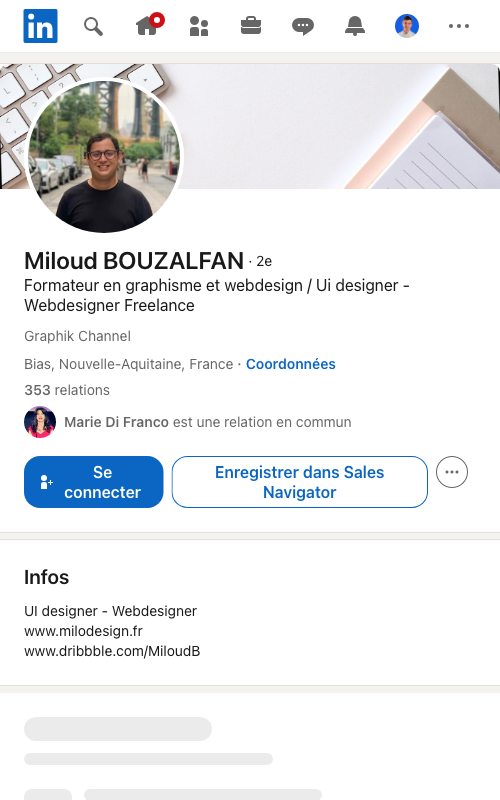 in
Miloud BOUZALFAN · 2e
Formateur en graphisme et webdesign / Ui designer -
Webdesigner Freelance
Graphik Channel
Bias, Nouvelle-Aquitaine, France · Coordonnées
353 relations
Marie Di Franco est une relation en commun
Se
connecter
Enregistrer dans Sales
Navigator
Infos
UI designer - Webdesigner
www.milodesign.fr
www.dribbble.com/MiloudB